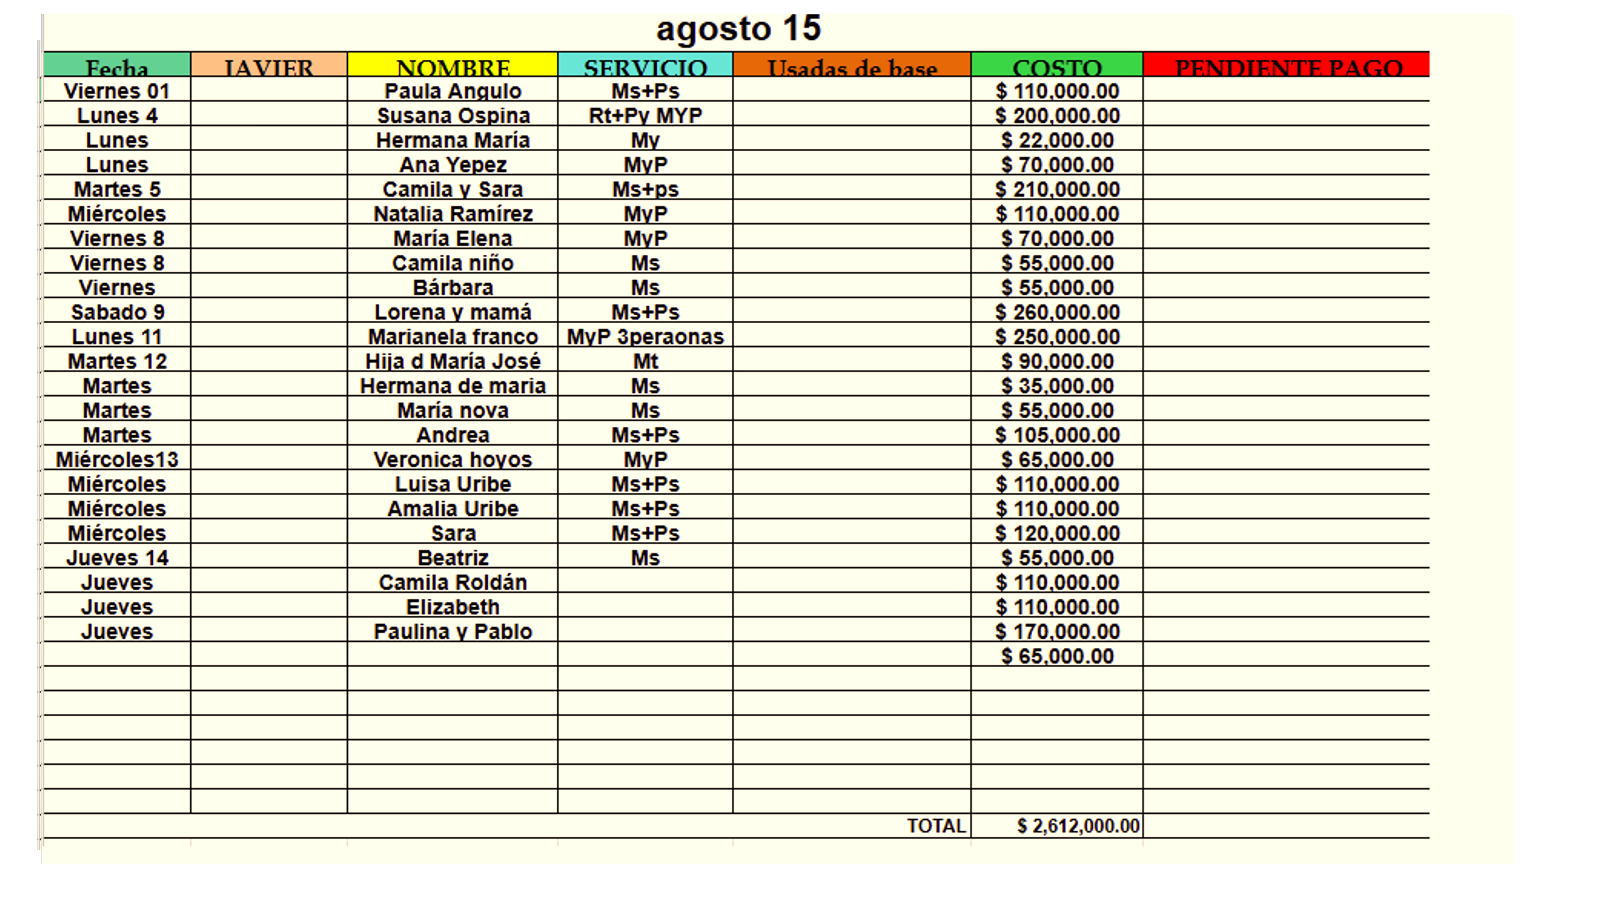 agosto 15
Fecha JAVIER NOMBRE SERVICIO Usadas de base COSTO PENDIENTE PAGO
Viernes 01 Paula Angulo Ms+Ps $ 110,000.00
Lunes 4 Susana Ospina Rt+Py MYP $ 200,000.00
Lunes Hermana María My $ 22,000.00
Lunes Ana Yepez MyP $ 70,000.00
Martes 5 Camila y Sara Ms+ps $ 210,000.00
Miércoles Natalia Ramírez MyP $ 110,000.00
Viernes 8 María Elena MyP $ 70,000.00
Viernes 8 Camila niño Ms $ 55,000.00
Viernes Bárbara Ms $ 55,000.00
Sabado 9 Lorena y mamá Ms+Ps $ 260,000.00
Lunes 11 Marianela franco MyP 3peraonas $ 250,000.00
Martes 12 Hija d María José Mt $ 90,000.00
Martes Hermana de maria Ms $ 35,000.00
Martes María nova Ms $ 55,000.00
Martes Andrea Ms+Ps $ 105,000.00
Miércoles13 Veronica hoyos MyP $ 65,000.00
Miércoles Luisa Uribe Ms+Ps $ 110,000.00
Miércoles Amalia Uribe Ms+Ps $ 110,000.00
Miércoles Sara Ms+Ps $ 120,000.00
Jueves 14 Beatriz Ms $ 55,000.00
Jueves Camila Roldán $ 110,000.00
Jueves Elizabeth $ 110,000.00
Jueves Paulina y Pablo $ 170,000.00
$ 65,000.00
TOTAL $ 2,612,000.00